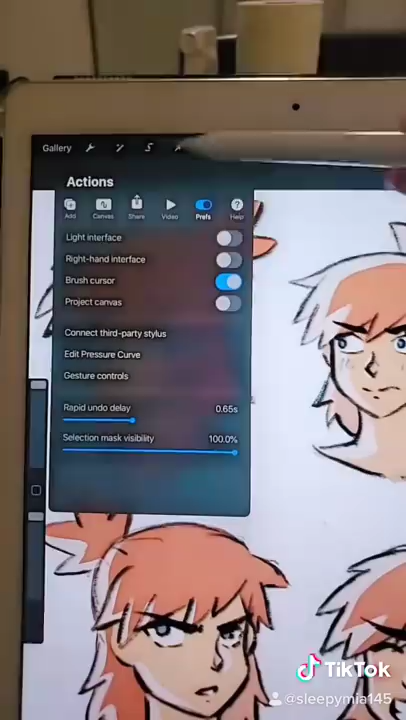 Gallery
Actions
Add Canvas Share Video Prefs Help
Light interface
Right-hand interface
Brush cursor
Project canvas
Connect third-party stylus
Edit Pressure Curve
Gesture controls
Rapid undo delay 0.65s
Selection mask visibility 100.0%
TikTok
@sleepymia145